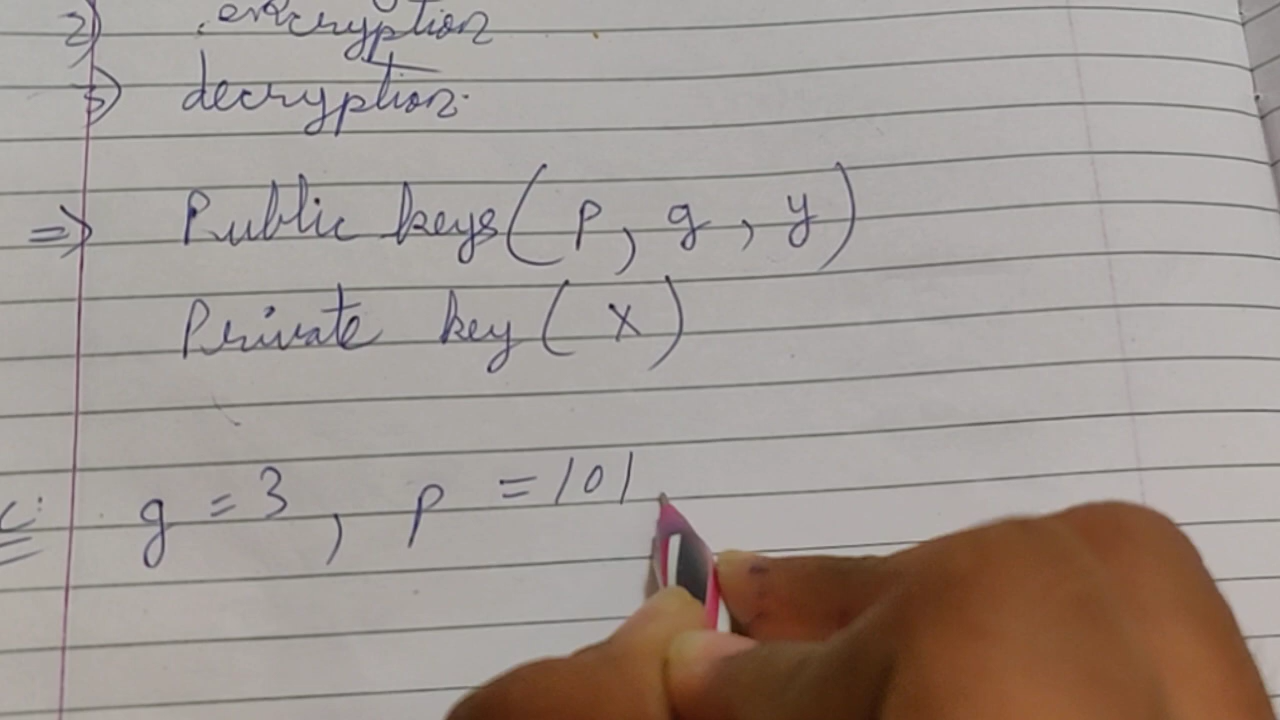 2) encryption
3) decryption.
=> Public keys (P, g, y)
Private key (x)
g = 3, p = 101